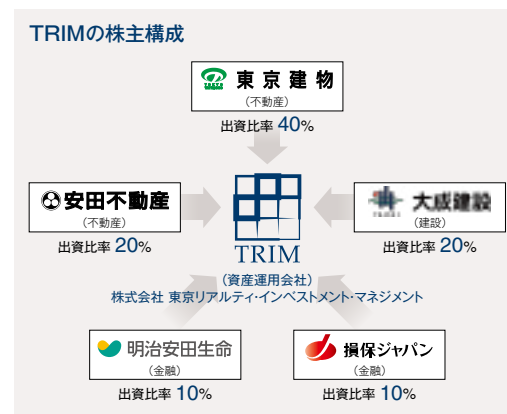 TRIMの株主構成
東京建物
(不動産)
出資比率 40%
安田不動産
(不動産)
出資比率 20%
大成建設
(建設)
出資比率 20%
TRIM
(資産運用会社)
株式会社 東京リアルティ・インベストメント・マネジメント
明治安田生命
(金融)
出資比率 10%
損保ジャパン
(金融)
出資比率 10%